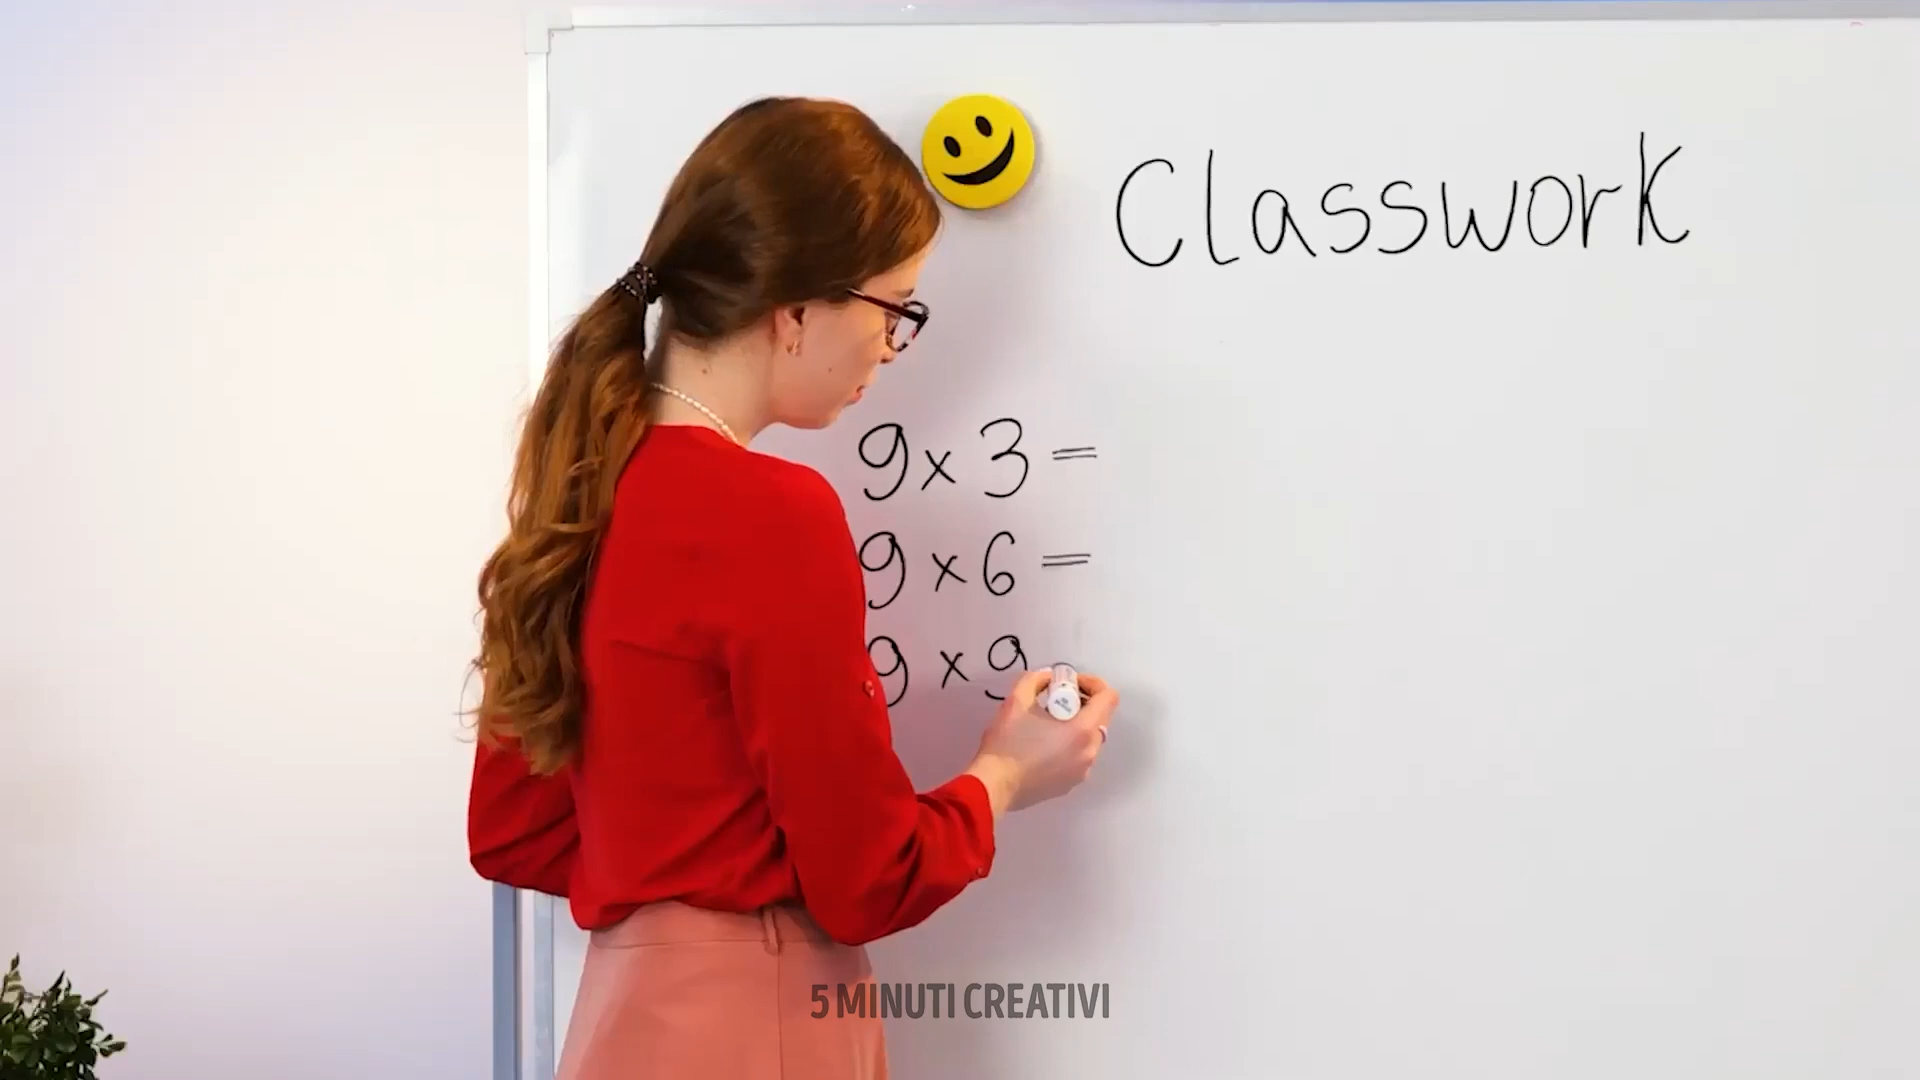 Classwork
9 x 3 =
9 x 6 =
9 x 9
5 MINUTI CREATIVI